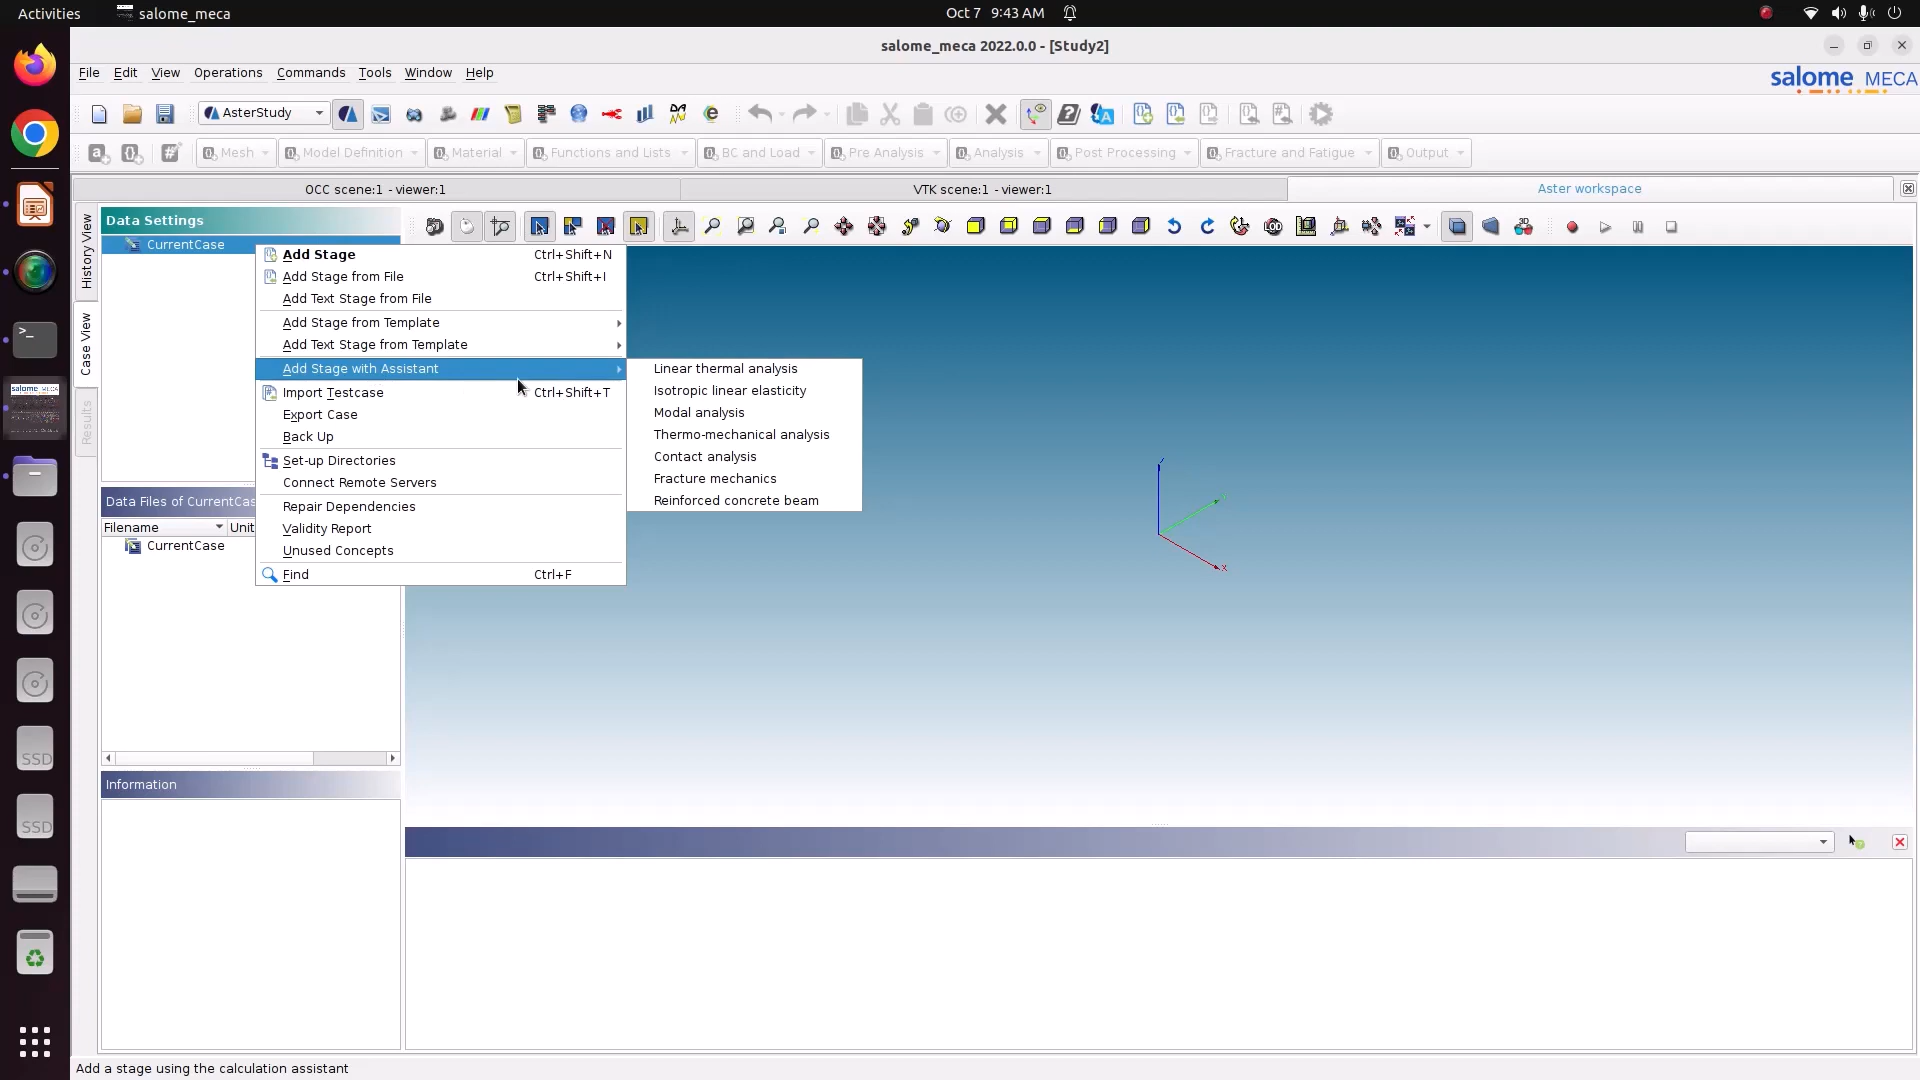 Activities
salome_meca
Oct 7 9:43 AM
salome_meca 2022.0.0 - [Study2]
File Edit View Operations Commands Tools Window Help
salome MECA
AsterStudy
Mesh
Model Definition
Material
Functions and Lists
BC and Load
Pre Analysis
Analysis
Post Processing
Fracture and Fatigue
Output
OCC scene:1 - viewer:1
VTK scene:1 - viewer:1
Aster workspace
History View
Case View
Results
Data Settings
CurrentCase
Add Stage Ctrl+Shift+N
Add Stage from File Ctrl+Shift+I
Add Text Stage from File
Add Stage from Template
Add Text Stage from Template
Add Stage with Assistant
Import Testcase Ctrl+Shift+T
Export Case
Back Up
Set-up Directories
Connect Remote Servers
Repair Dependencies
Validity Report
Unused Concepts
Find Ctrl+F
Linear thermal analysis
Isotropic linear elasticity
Modal analysis
Thermo-mechanical analysis
Contact analysis
Fracture mechanics
Reinforced concrete beam
Data Files of CurrentCas
Filename Unit
CurrentCase
Information
X
SSD
SSD
Add a stage using the calculation assistant